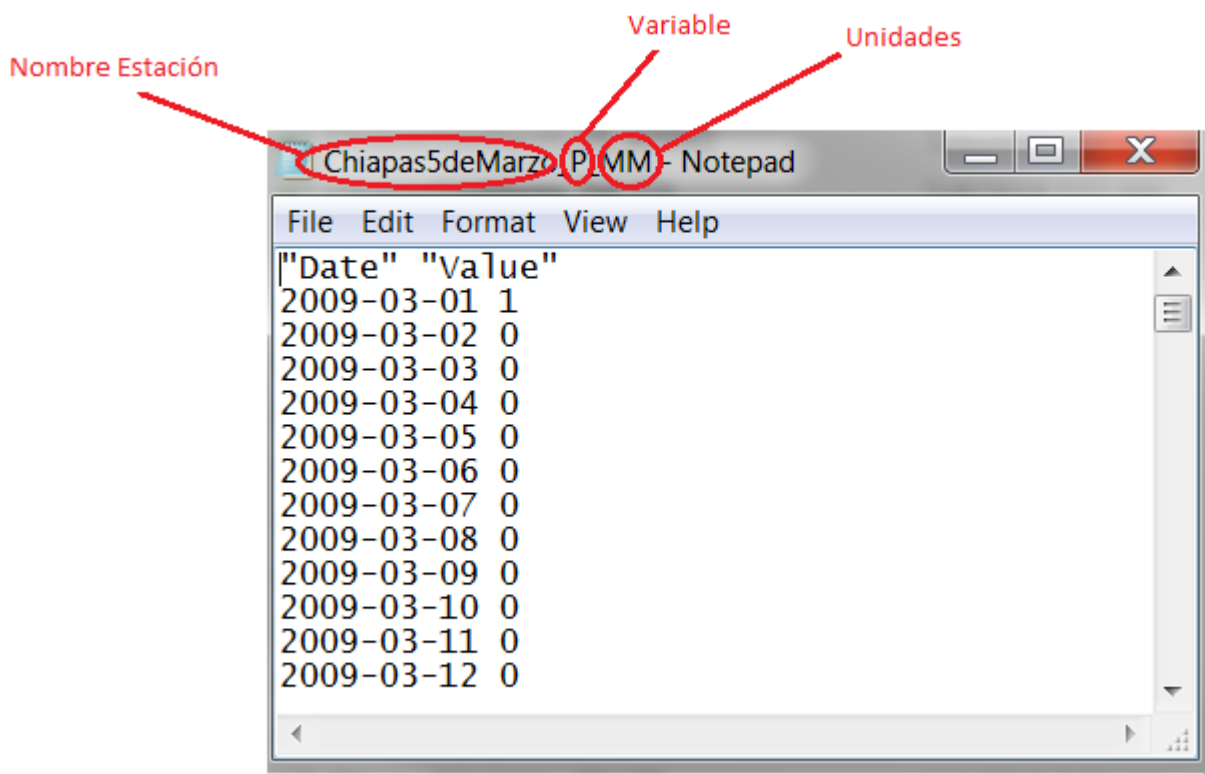 Variable
Unidades
Nombre Estación
Chiapas5deMarzo_P_MM - Notepad
File Edit Format View Help
"Date" "Value"
2009-03-01 1
2009-03-02 0
2009-03-03 0
2009-03-04 0
2009-03-05 0
2009-03-06 0
2009-03-07 0
2009-03-08 0
2009-03-09 0
2009-03-10 0
2009-03-11 0
2009-03-12 0